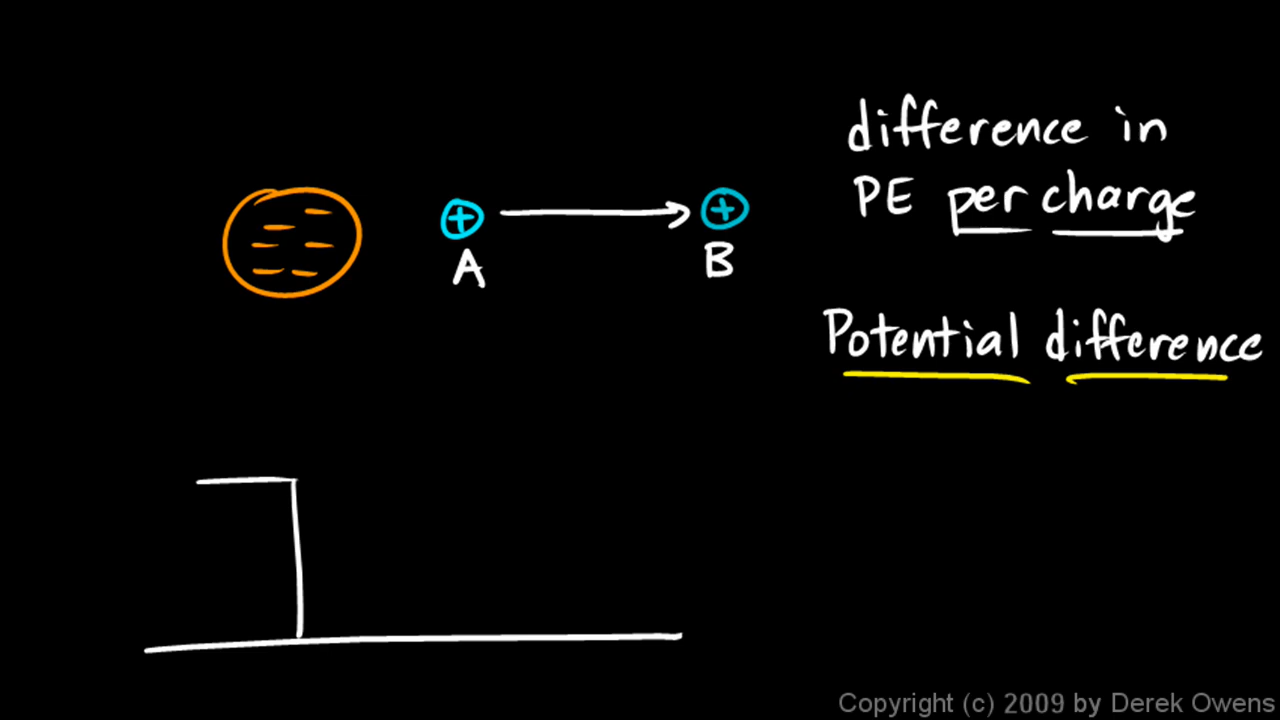 difference in
PE per charge
+
+
A
B
Potential difference
Copyright (c) 2009 by Derek Owens